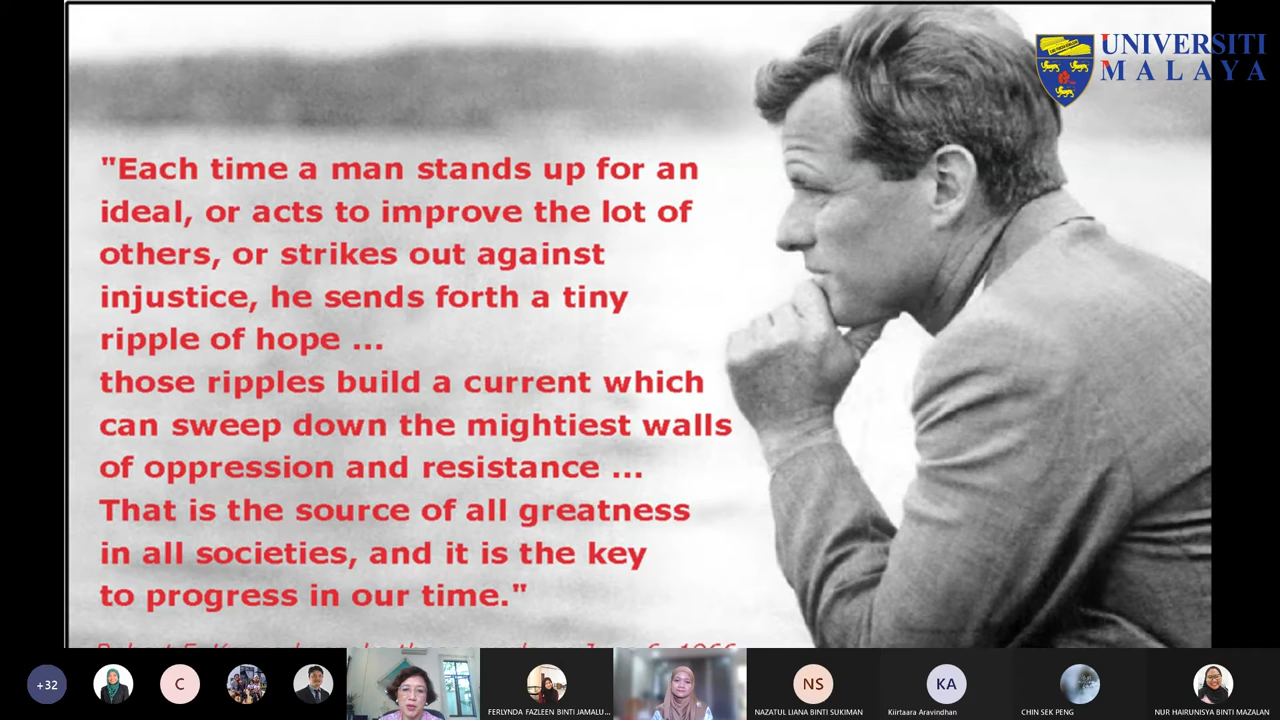 UNIVERSITI
MALAYA
"Each time a man stands up for an
ideal, or acts to improve the lot of
others, or strikes out against
injustice, he sends forth a tiny
ripple of hope ...
those ripples build a current which
can sweep down the mightiest walls
of oppression and resistance ...
That is the source of all greatness
in all societies, and it is the key
to progress in our time."
+32
C
NS
KA
FERLYNDA FAZLEEN BINTI JAMALU...
NAZATUL LIANA BINTI SUKIMAN
Kiirtaara Aravindhan
CHIN SEK PENG
NUR HAIRUNISYA BINTI MAZALAN